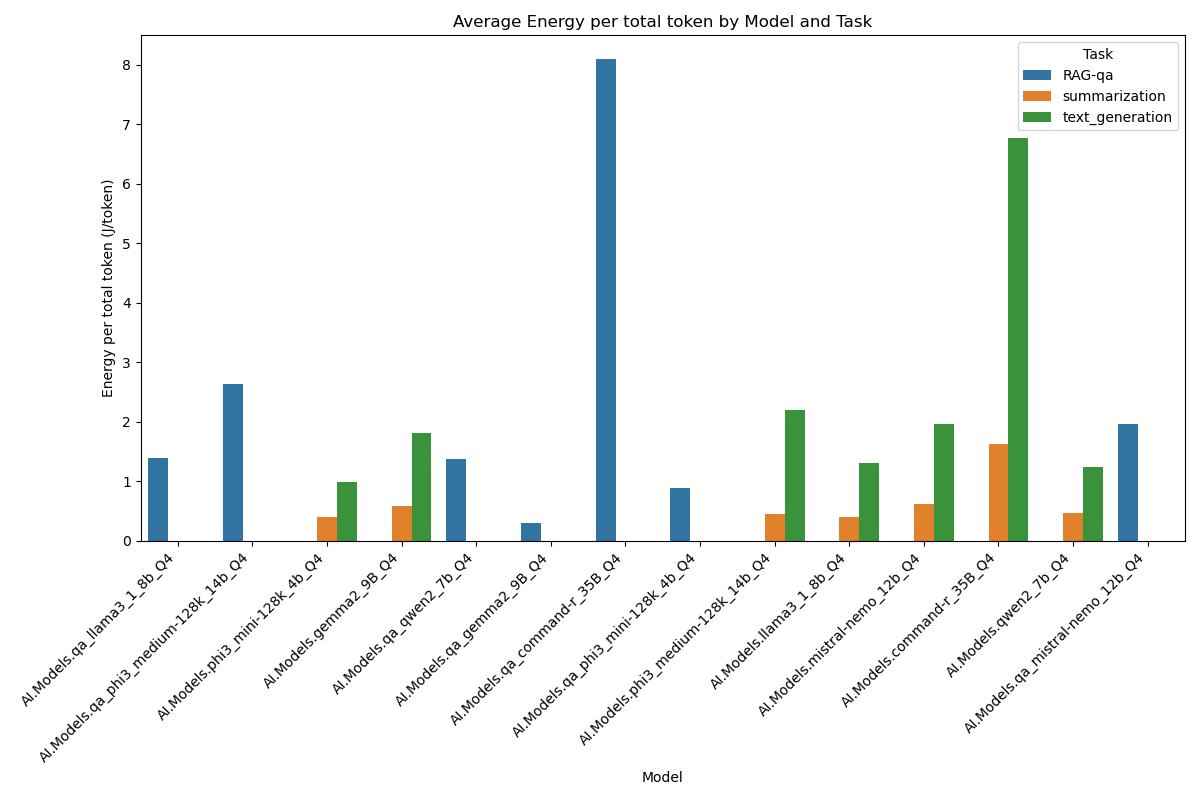 Average Energy per total token by Model and Task
Task
RAG-qa
summarization
text_generation
Energy per total token (J/token)
8
7
6
5
4
3
2
1
0
AI.Models.qa_llama3_1_8b_Q4
AI.Models.qa_phi3_medium-128k_14b_Q4
AI.Models.phi3_mini-128k_4b_Q4
AI.Models.gemma2_9B_Q4
AI.Models.qa_qwen2_7b_Q4
AI.Models.qa_gemma2_9B_Q4
AI.Models.qa_command-r_35B_Q4
AI.Models.qa_phi3_mini-128k_4b_Q4
AI.Models.phi3_medium-128k_14b_Q4
AI.Models.llama3_1_8b_Q4
AI.Models.mistral-nemo_12b_Q4
AI.Models.command-r_35B_Q4
AI.Models.qwen2_7b_Q4
AI.Models.qa_mistral-nemo_12b_Q4
Model